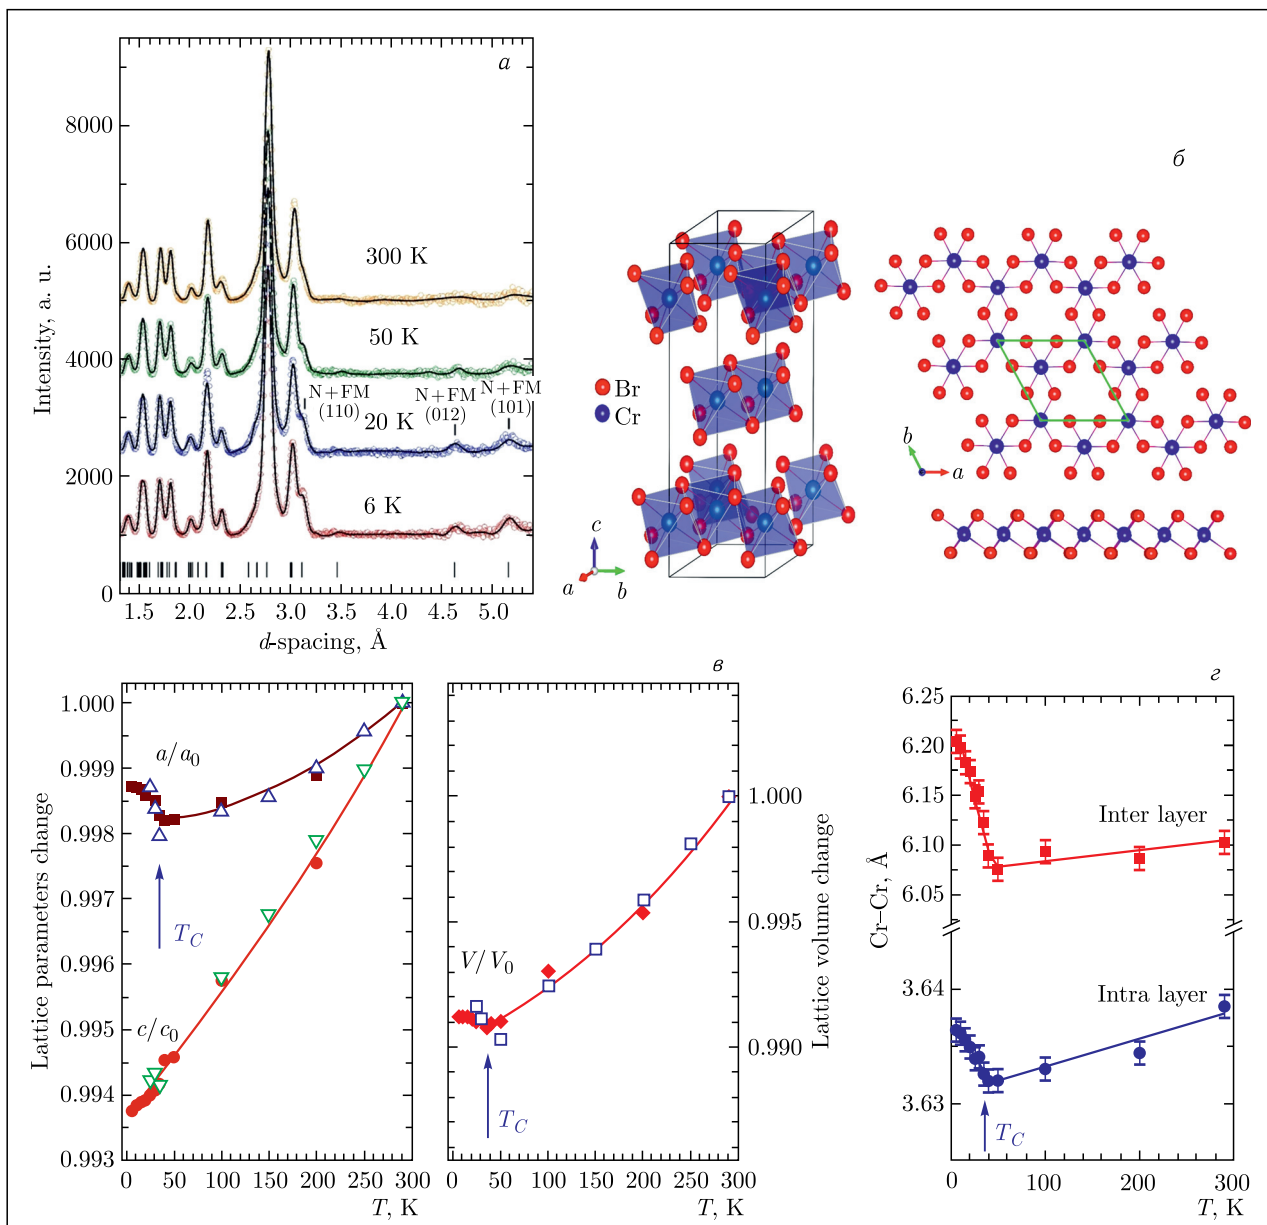 а
Intensity, a. u.
8000
6000
4000
2000
0
300 K
50 K
20 K
6 K
N+FM
(110)
N+FM
(012)
N+FM
(101)
1.5 2.0 2.5 3.0 3.5 4.0 4.5 5.0
d-spacing, Å
б
Br
Cr
c
a
b
b
a
в
Lattice parameters change
1.000
0.999
0.998
0.997
0.996
0.995
0.994
0.993
a/a0
c/c0
TC
0 50 100 150 200 250 300
T, K
V/V0
TC
1.000
0.995
0.990
Lattice volume change
0 50 100 150 200 250 300
T, K
г
Cr–Cr, Å
6.25
6.20
6.15
6.10
6.05
3.64
3.63
Inter layer
Intra layer
TC
0 100 200 300
T, K